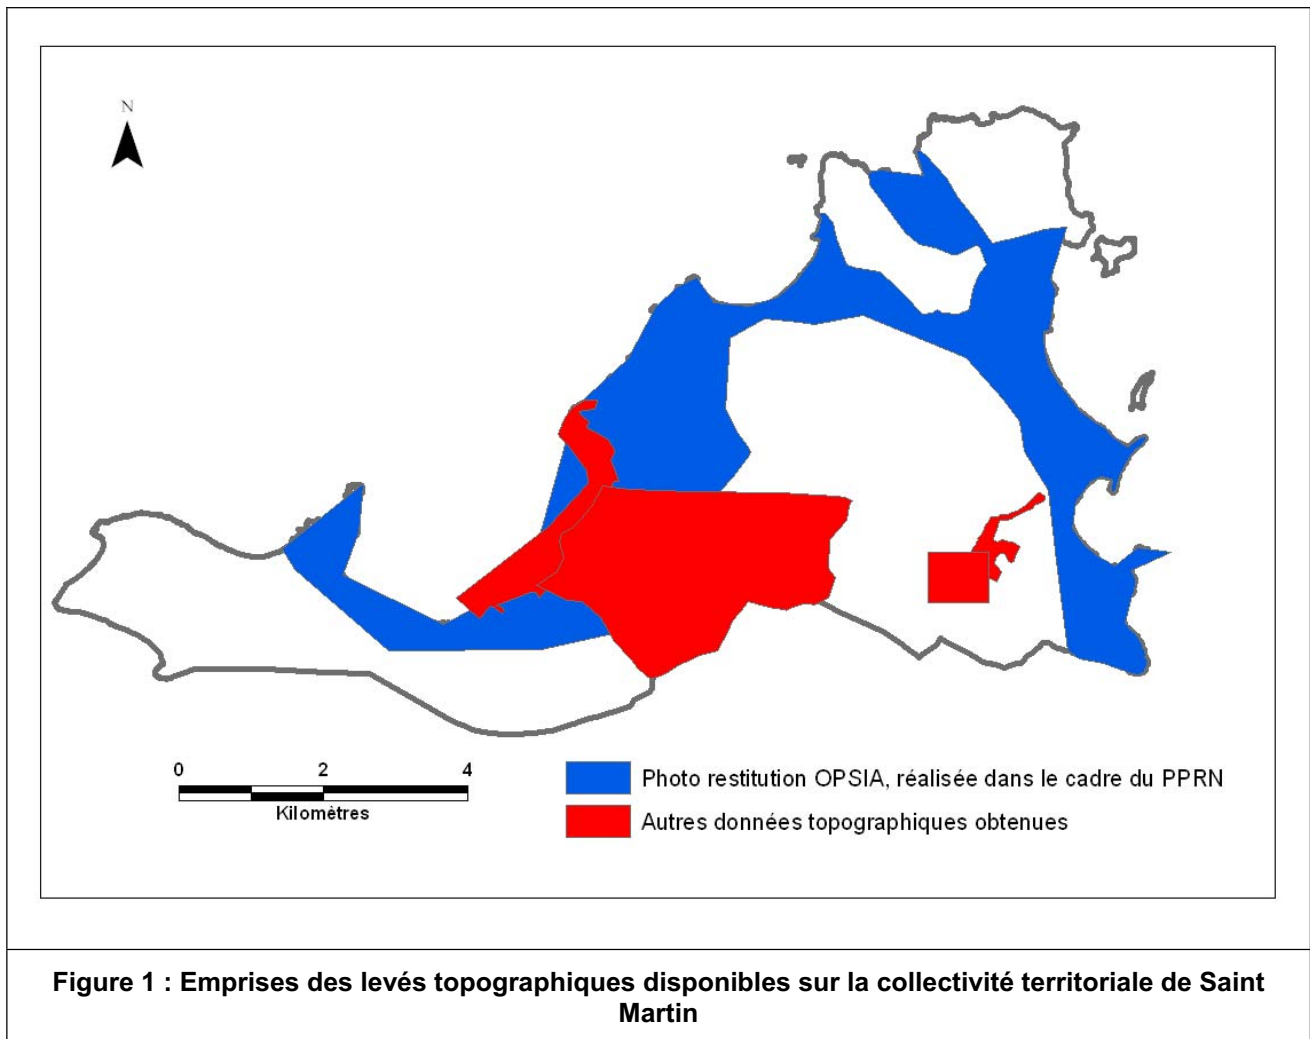 N
0 2 4
Kilomètres
Photo restitution OPSIA, réalisée dans le cadre du PPRN
Autres données topographiques obtenues
Figure 1 : Emprises des levés topographiques disponibles sur la collectivité territoriale de Saint
Martin